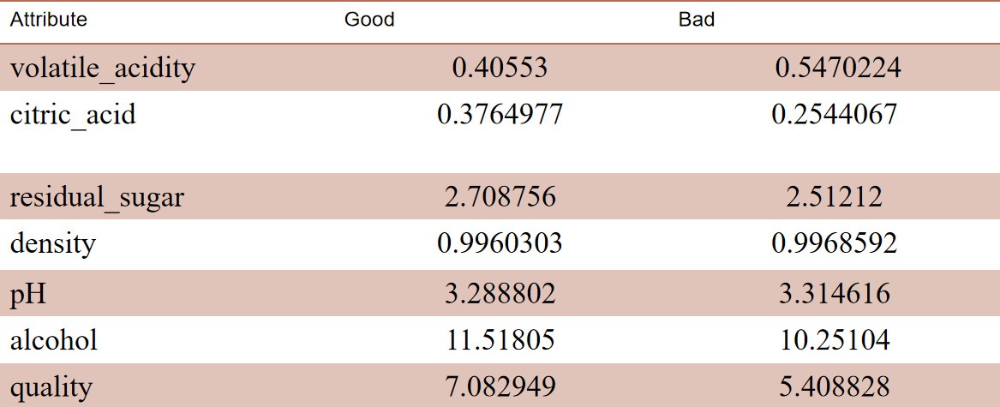 Attribute Good Bad
volatile_acidity 0.40553 0.5470224
citric_acid 0.3764977 0.2544067
residual_sugar 2.708756 2.51212
density 0.9960303 0.9968592
pH 3.288802 3.314616
alcohol 11.51805 10.25104
quality 7.082949 5.408828